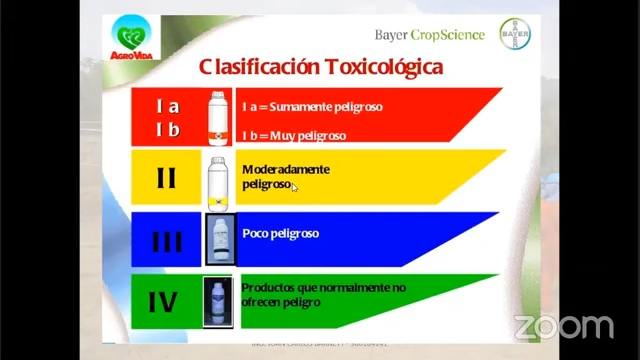 AGROVIDA
Bayer CropScience
BAYER
BAYER
Clasificación Toxicológica
I a
I b
I a = Sumamente peligroso
I b = Muy peligroso
II
Moderadamente
peligroso
III
Poco peligroso
IV
Productos que normalmente no
ofrecen peligro
zoom